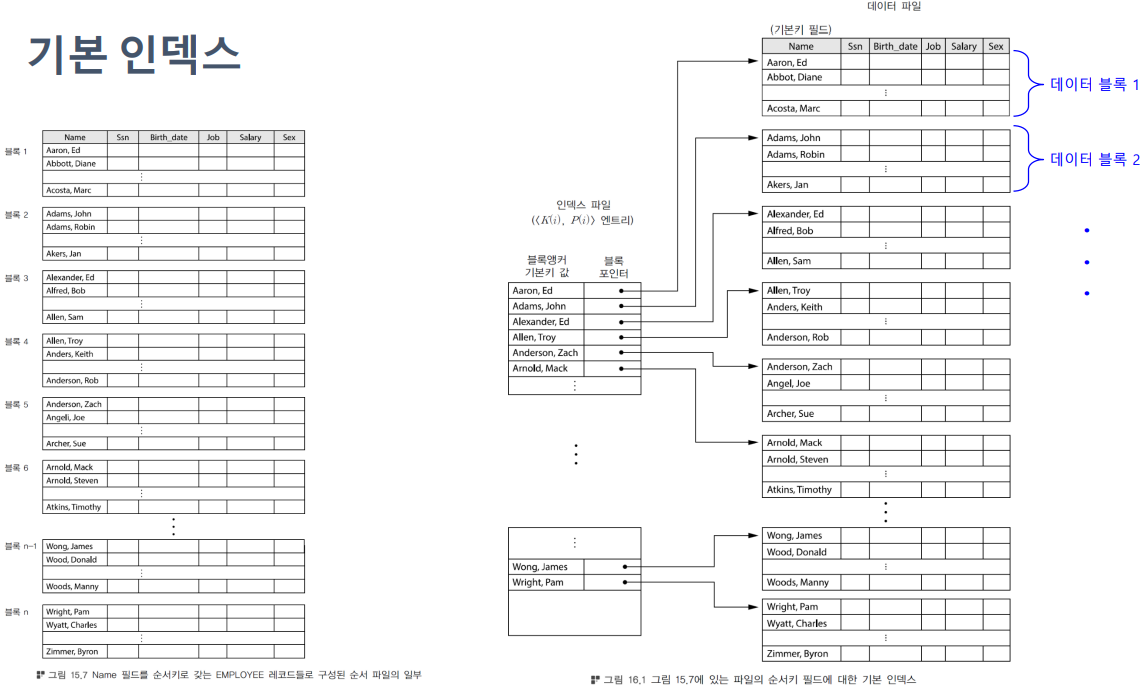 기본 인덱스
Name Ssn Birth_date Job Salary Sex
블록 1
Aaron, Ed
Abbott, Diane
⋮
Acosta, Marc
블록 2
Adams, John
Adams, Robin
⋮
Akers, Jan
블록 3
Alexander, Ed
Alfred, Bob
⋮
Allen, Sam
블록 4
Allen, Troy
Anders, Keith
⋮
Anderson, Rob
블록 5
Anderson, Zach
Angeli, Joe
⋮
Archer, Sue
블록 6
Arnold, Mack
Arnold, Steven
⋮
Atkins, Timothy
⋮
블록 n-1
Wong, James
Wood, Donald
⋮
Woods, Manny
블록 n
Wright, Pam
Wyatt, Charles
⋮
Zimmer, Byron
그림 15.7 Name 필드를 순서키로 갖는 EMPLOYEE 레코드들로 구성된 순서 파일의 일부
인덱스 파일
(⟨K(i), P(i)⟩ 엔트리)
블록앵커 블록
기본키 값 포인터
Aaron, Ed
Adams, John
Alexander, Ed
Allen, Troy
Anderson, Zach
Arnold, Mack
⋮
⋮
⋮
Wong, James
Wright, Pam
데이터 파일
(기본키 필드)
Name Ssn Birth_date Job Salary Sex
Aaron, Ed
Abbot, Diane
⋮
Acosta, Marc
데이터 블록 1
Adams, John
Adams, Robin
⋮
Akers, Jan
데이터 블록 2
Alexander, Ed
Alfred, Bob
⋮
Allen, Sam
Allen, Troy
Anders, Keith
⋮
Anderson, Rob
Anderson, Zach
Angel, Joe
⋮
Archer, Sue
Arnold, Mack
Arnold, Steven
⋮
Atkins, Timothy
⋮
Wong, James
Wood, Donald
⋮
Woods, Manny
Wright, Pam
Wyatt, Charles
⋮
Zimmer, Byron
그림 16.1 그림 15.7에 있는 파일의 순서키 필드에 대한 기본 인덱스